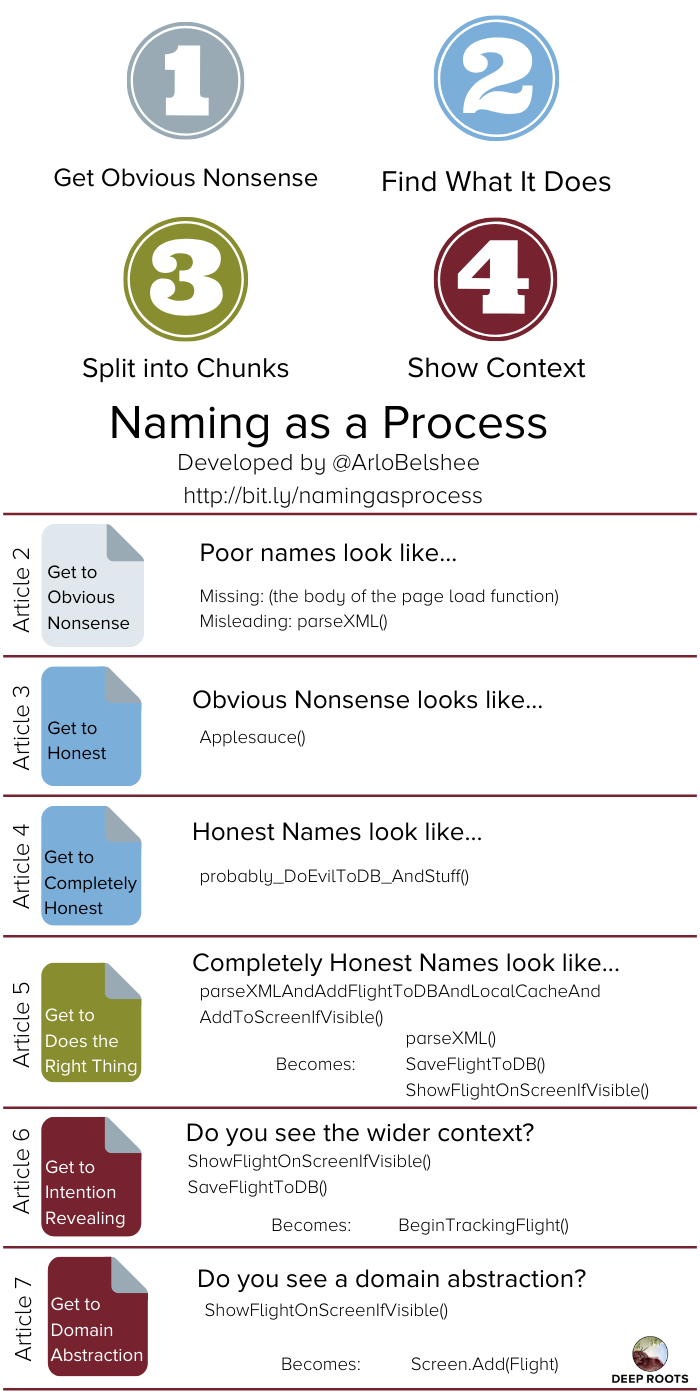 1
2
Get Obvious Nonsense
Find What It Does
3
4
Split into Chunks
Show Context
Naming as a Process
Developed by @ArloBelshee
http://bit.ly/namingasprocess
Article 2
Get to
Obvious
Nonsense
Poor names look like...
Missing: (the body of the page load function)
Misleading: parseXML()
Article 3
Get to
Honest
Obvious Nonsense looks like...
Applesauce()
Article 4
Get to
Completely
Honest
Honest Names look like...
probably_DoEvilToDB_AndStuff()
Article 5
Get to
Does the
Right Thing
Completely Honest Names look like...
parseXMLAndAddFlightToDBAndLocalCacheAnd
AddToScreenIfVisible()
Becomes:
parseXML()
SaveFlightToDB()
ShowFlightOnScreenIfVisible()
Article 6
Get to
Intention
Revealing
Do you see the wider context?
ShowFlightOnScreenIfVisible()
SaveFlightToDB()
Becomes: BeginTrackingFlight()
Article 7
Get to
Domain
Abstraction
Do you see a domain abstraction?
ShowFlightOnScreenIfVisible()
Becomes: Screen.Add(Flight)
DEEP ROOTS